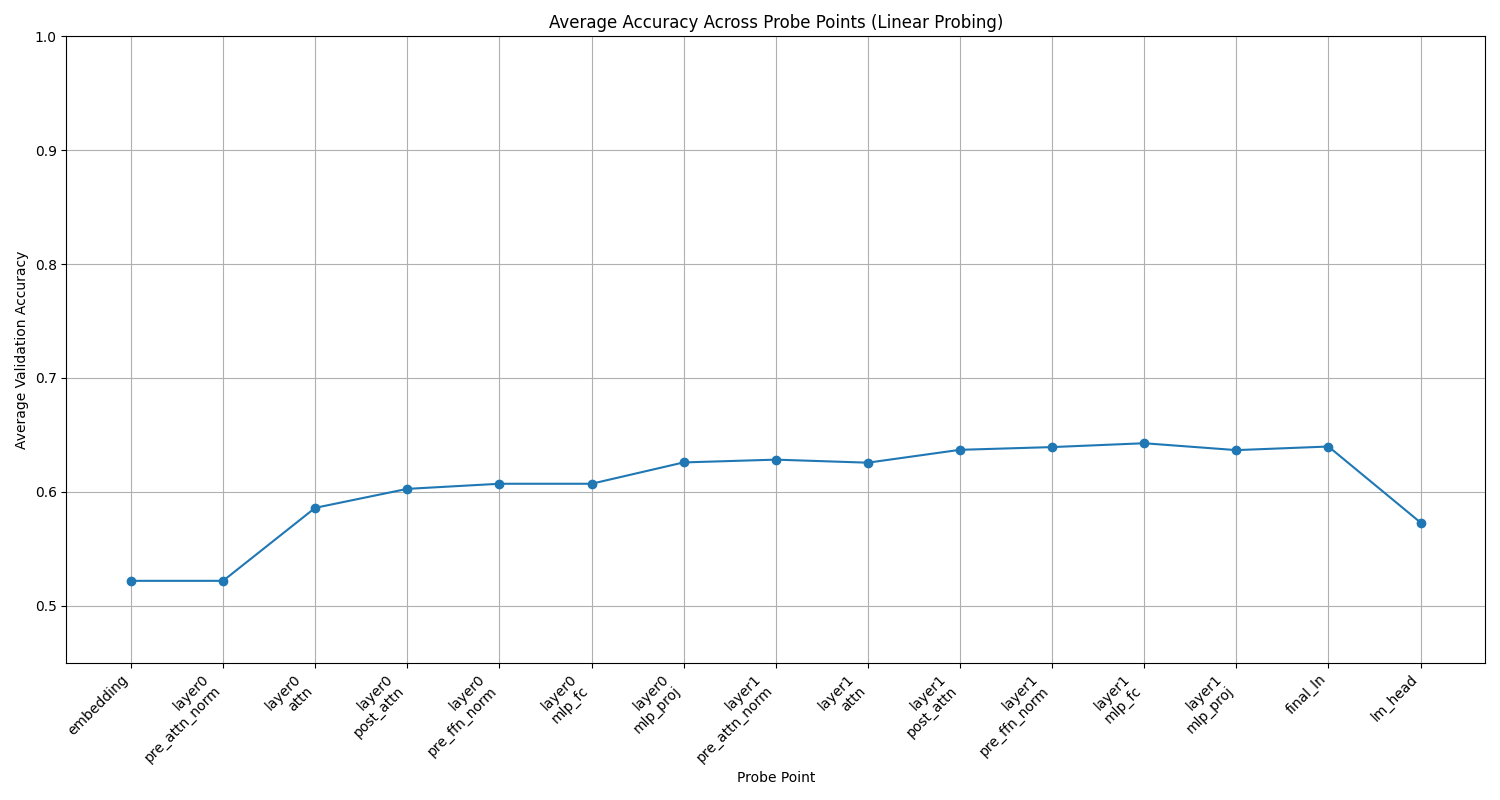 Average Accuracy Across Probe Points (Linear Probing)
Average Validation Accuracy
1.0
0.9
0.8
0.7
0.6
0.5
embedding
layer0
pre_attn_norm
layer0
attn
layer0
post_attn
layer0
pre_ffn_norm
layer0
mlp_fc
layer0
mlp_proj
layer1
pre_attn_norm
layer1
attn
layer1
post_attn
layer1
pre_ffn_norm
layer1
mlp_fc
layer1
mlp_proj
final_ln
lm_head
Probe Point